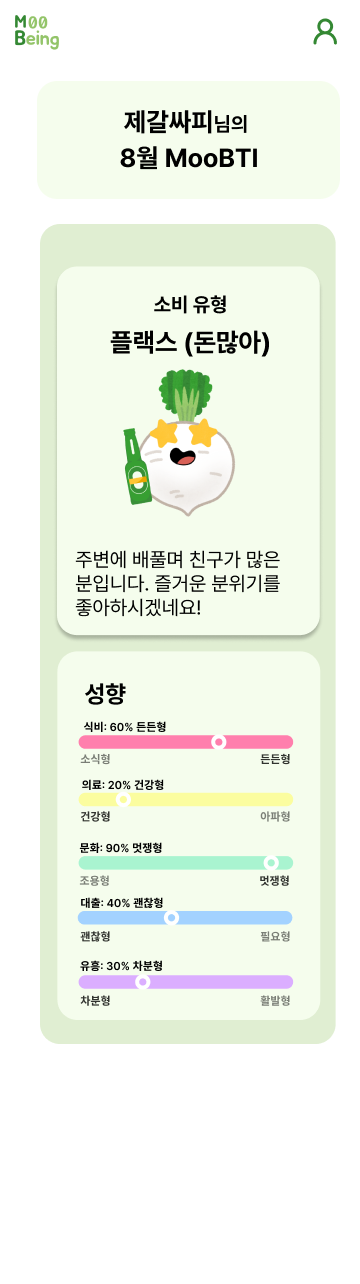 Moo
Being
제갈싸피님의
8월 MooBTI
소비 유형
플랙스 (돈많아)
주변에 배풀며 친구가 많은
분입니다. 즐거운 분위기를
좋아하시겠네요!
성향
식비: 60% 든든형
소식형 든든형
의료: 20% 건강형
건강형 아파형
문화: 90% 멋쟁형
조용형 멋쟁형
대출: 40% 괜찮형
괜찮형 필요형
유흥: 30% 차분형
차분형 활발형